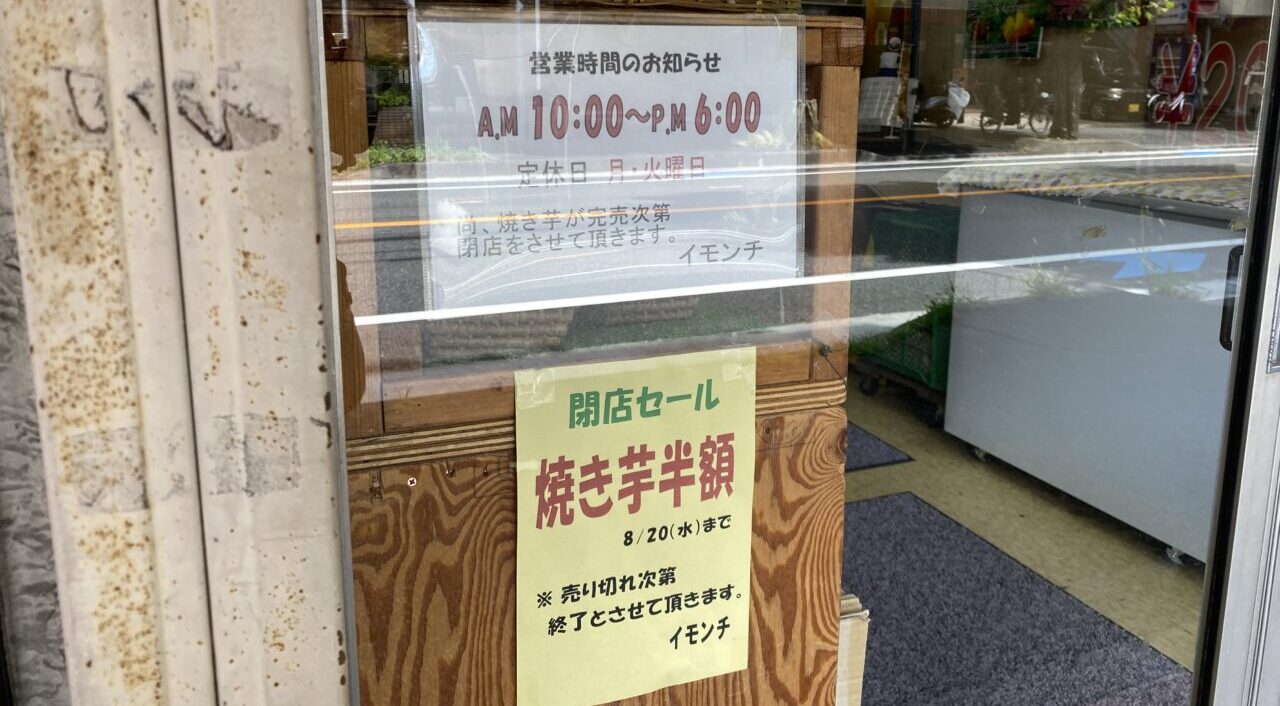 営業時間のお知らせ
A.M 10:00〜P.M 6:00
定休日 月・火曜日
尚、焼き芋が完売次第
閉店をさせて頂きます。
イモンチ
閉店セール
焼き芋半額
8/20(水)まで
※ 売り切れ次第
終了とさせて頂きます。
イモンチ